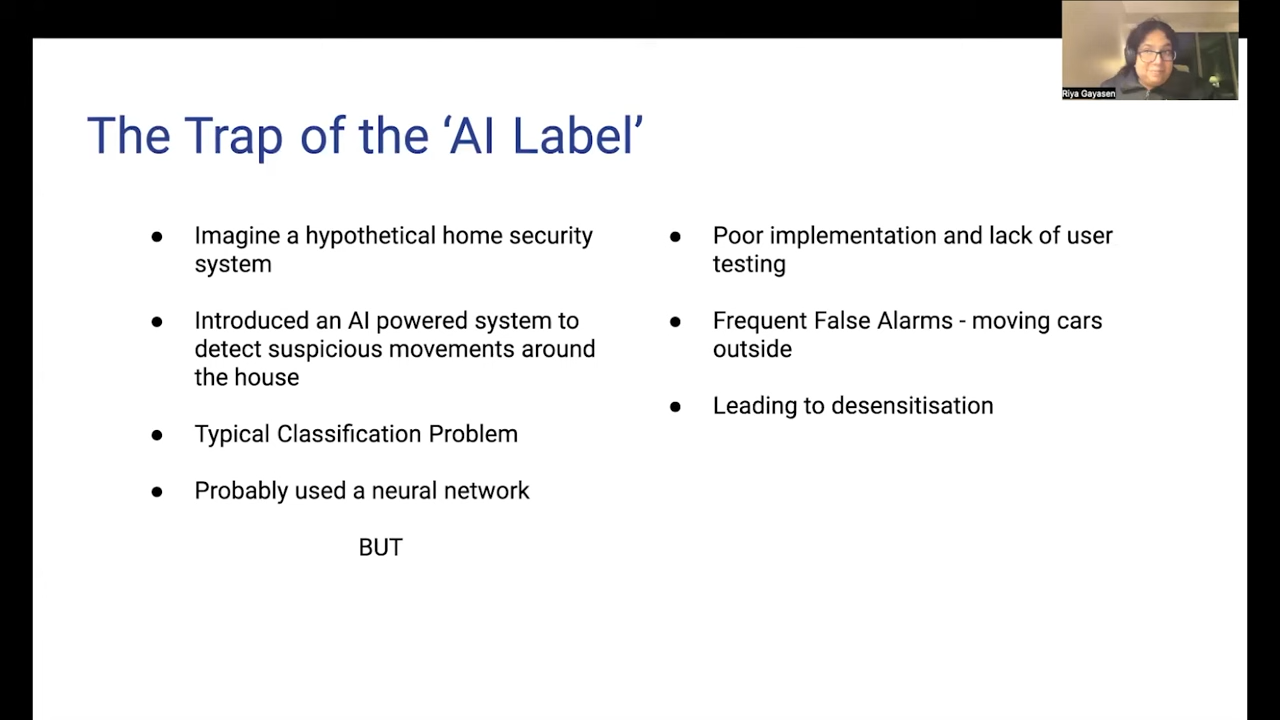 Riya Gayasen
The Trap of the ‘AI Label’
● Imagine a hypothetical home security
system
● Introduced an AI powered system to
detect suspicious movements around
the house
● Typical Classification Problem
● Probably used a neural network
BUT
● Poor implementation and lack of user
testing
● Frequent False Alarms - moving cars
outside
● Leading to desensitisation